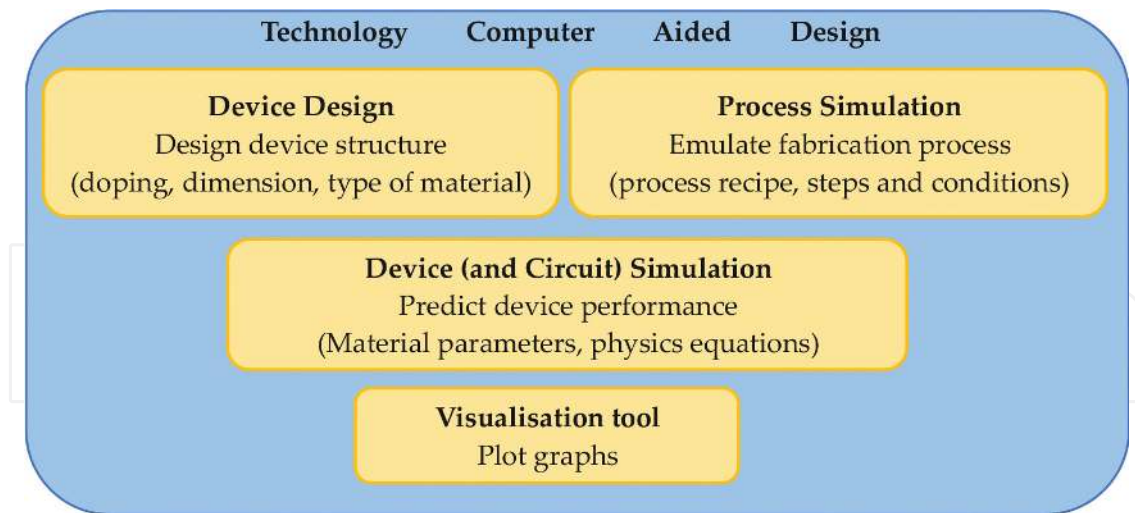 Technology Computer Aided Design
Device Design
Design device structure
(doping, dimension, type of material)
Process Simulation
Emulate fabrication process
(process recipe, steps and conditions)
Device (and Circuit) Simulation
Predict device performance
(Material parameters, physics equations)
Visualisation tool
Plot graphs